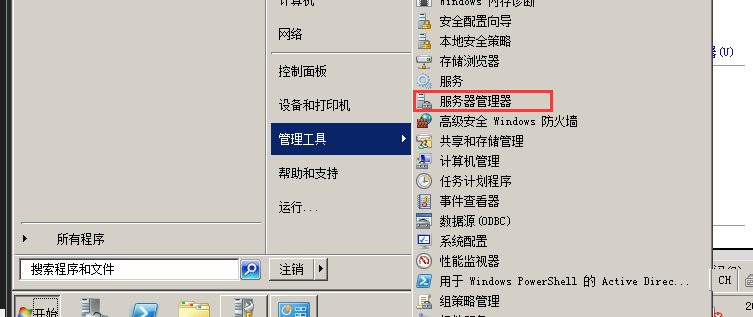 计算机
网络
控制面板
设备和打印机
管理工具
帮助和支持
运行...
所有程序
搜索程序和文件
注销
开始
Windows 内存诊断
安全配置向导
本地安全策略
存储浏览器
服务
服务器管理器
高级安全 Windows 防火墙
共享和存储管理
计算机管理
任务计划程序
事件查看器
数据源(ODBC)
系统配置
性能监视器
用于 Windows PowerShell 的 Active Direc...
组策略管理
器(U)
CH